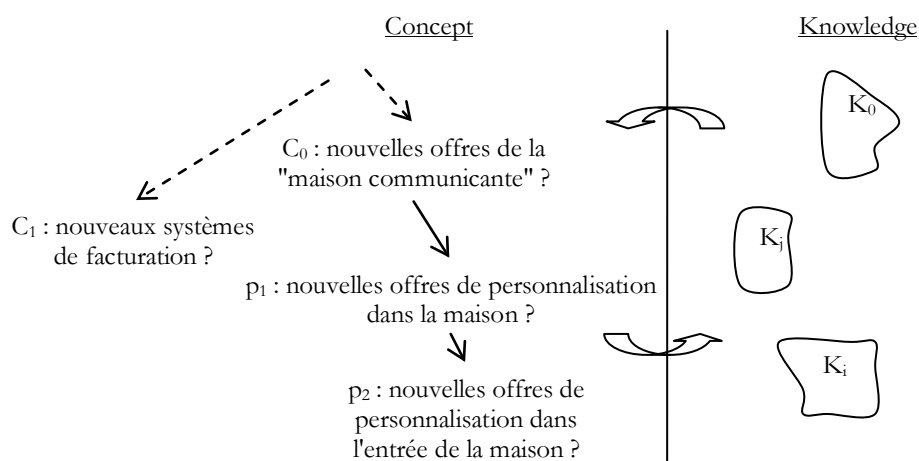 Concept
Knowledge
K₀
C₀ : nouvelles offres de la
"maison communicante" ?
C₁ : nouveaux systèmes
de facturation ?
Kⱼ
p₁ : nouvelles offres de personnalisation
dans la maison ?
Kᵢ
p₂ : nouvelles offres de
personnalisation dans
l'entrée de la maison ?